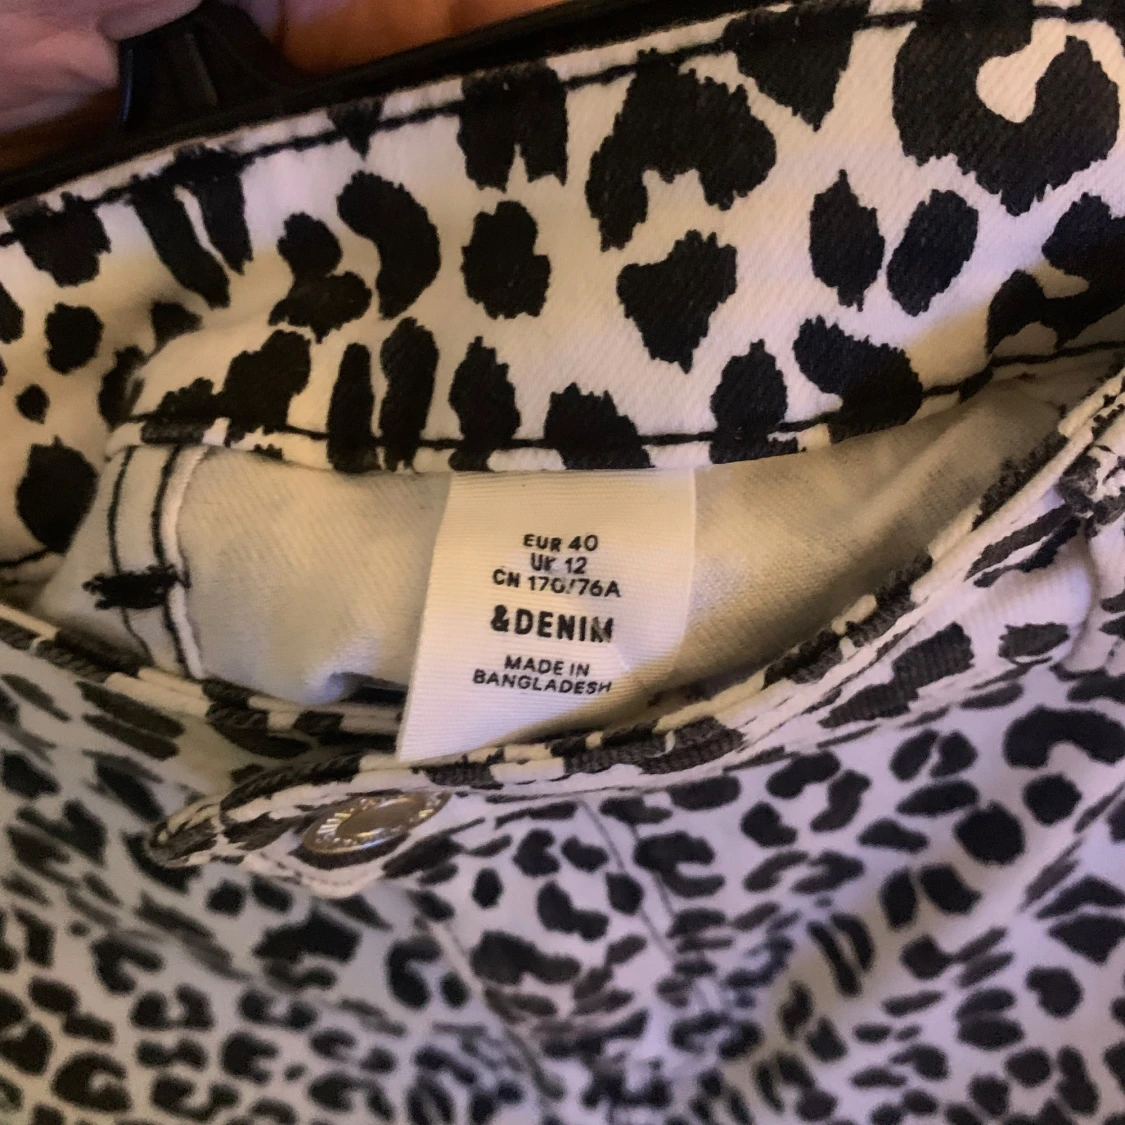 EUR 40
UK 12
CN 170/76A
&DENIM
MADE IN
BANGLADESH